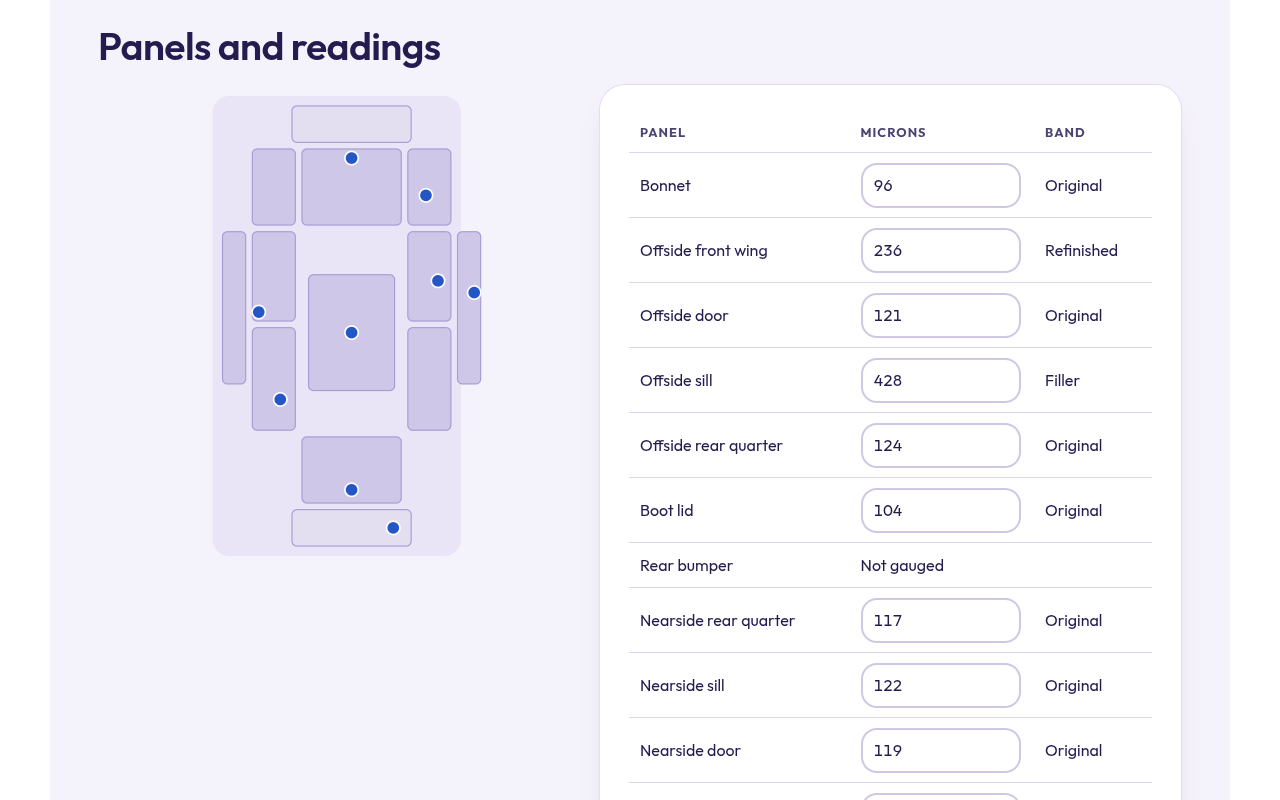 Panels and readings
PANEL MICRONS BAND
Bonnet 96 Original
Offside front wing 236 Refinished
Offside door 121 Original
Offside sill 428 Filler
Offside rear quarter 124 Original
Boot lid 104 Original
Rear bumper Not gauged
Nearside rear quarter 117 Original
Nearside sill 122 Original
Nearside door 119 Original